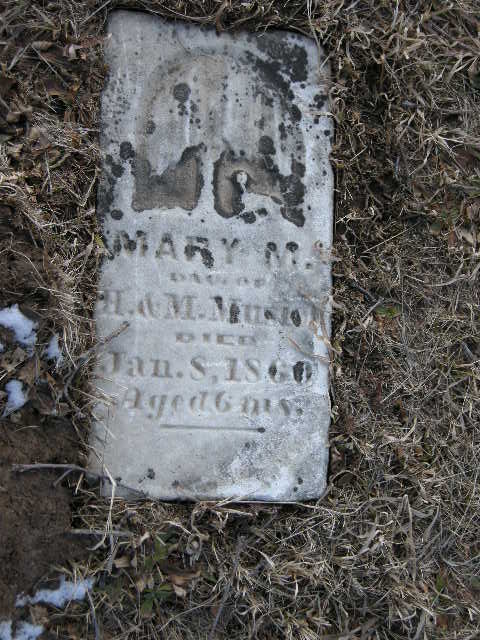 MARY M.
DAU. OF
H. & M.
DIED
Jan. 8, 1860
Aged 6 ms.